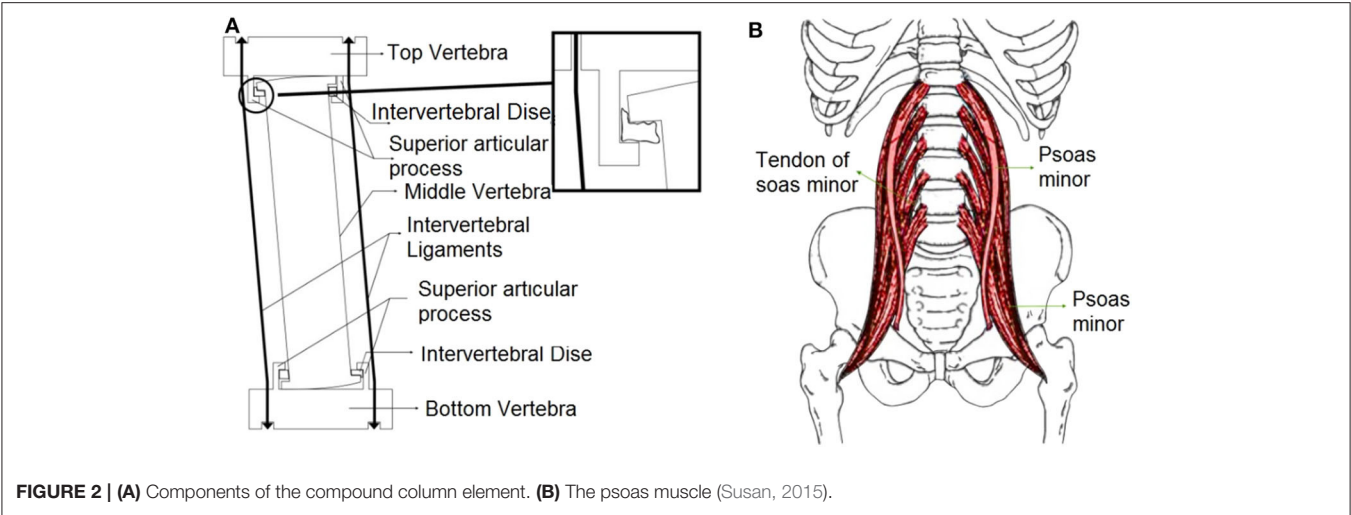 A
Top Vertebra
Intervertebral Dise
Superior articular
process
Middle Vertebra
Intervertebral
Ligaments
Superior articular
process
Intervertebral Dise
Bottom Vertebra
B
Tendon of
soas minor
Psoas
minor
Psoas
minor
FIGURE 2 | (A) Components of the compound column element. (B) The psoas muscle (Susan, 2015).